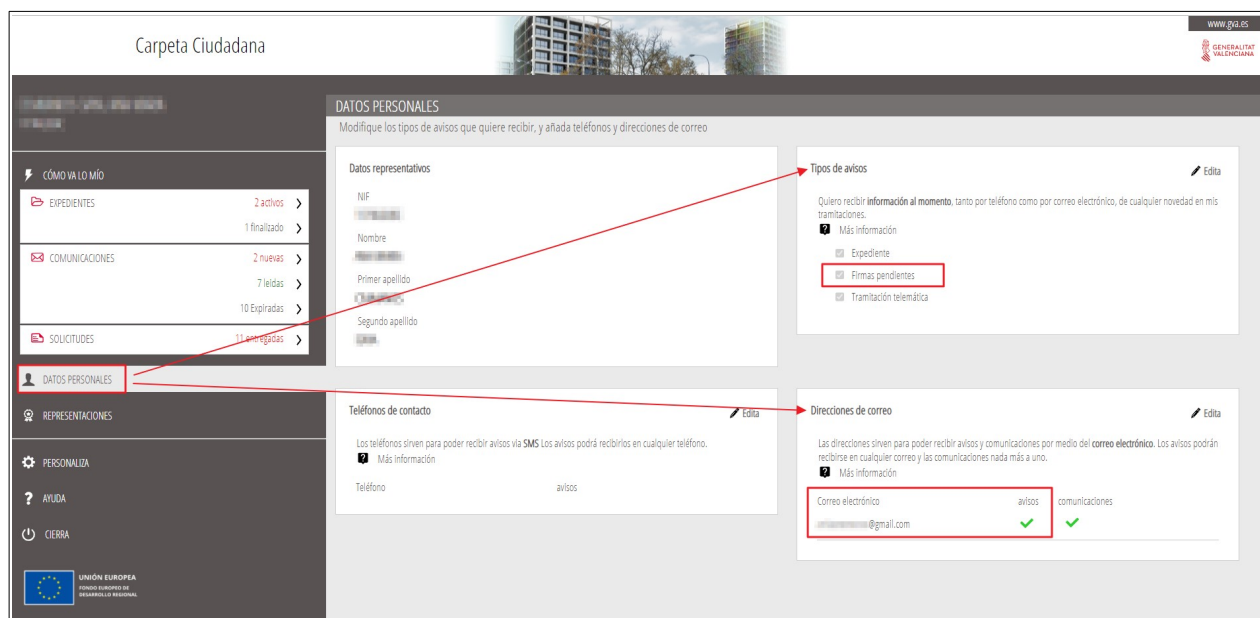 Carpeta Ciudadana
www.gva.es
GENERALITAT
VALENCIANA
CÓMO VA LO MÍO
EXPEDIENTES
2 activos
1 finalizado
COMUNICACIONES
2 nuevas
7 leídas
10 Expiradas
SOLICITUDES
11 entregadas
DATOS PERSONALES
REPRESENTACIONES
PERSONALIZA
? AYUDA
CIERRA
UNIÓN EUROPEA
FONDO EUROPEO DE
DESARROLLO REGIONAL
DATOS PERSONALES
Modifique los tipos de avisos que quiere recibir, y añada teléfonos y direcciones de correo
Datos representativos
NIF
Nombre
Primer apellido
Segundo apellido
Tipos de avisos
Edita
Quiero recibir información al momento, tanto por teléfono como por correo electrónico, de cualquier novedad en mis
tramitaciones.
? Más información
Expediente
Firmas pendientes
Tramitación telemática
Teléfonos de contacto
Edita
Los teléfonos sirven para poder recibir avisos vía SMS Los avisos podrá recibirlos en cualquier teléfono.
? Más información
Teléfono
avisos
Direcciones de correo
Edita
Las direcciones sirven para poder recibir avisos y comunicaciones por medio del correo electrónico. Los avisos podrán
recibirse en cualquier correo y las comunicaciones nada más a uno.
? Más información
Correo electrónico
avisos
comunicaciones
@gmail.com